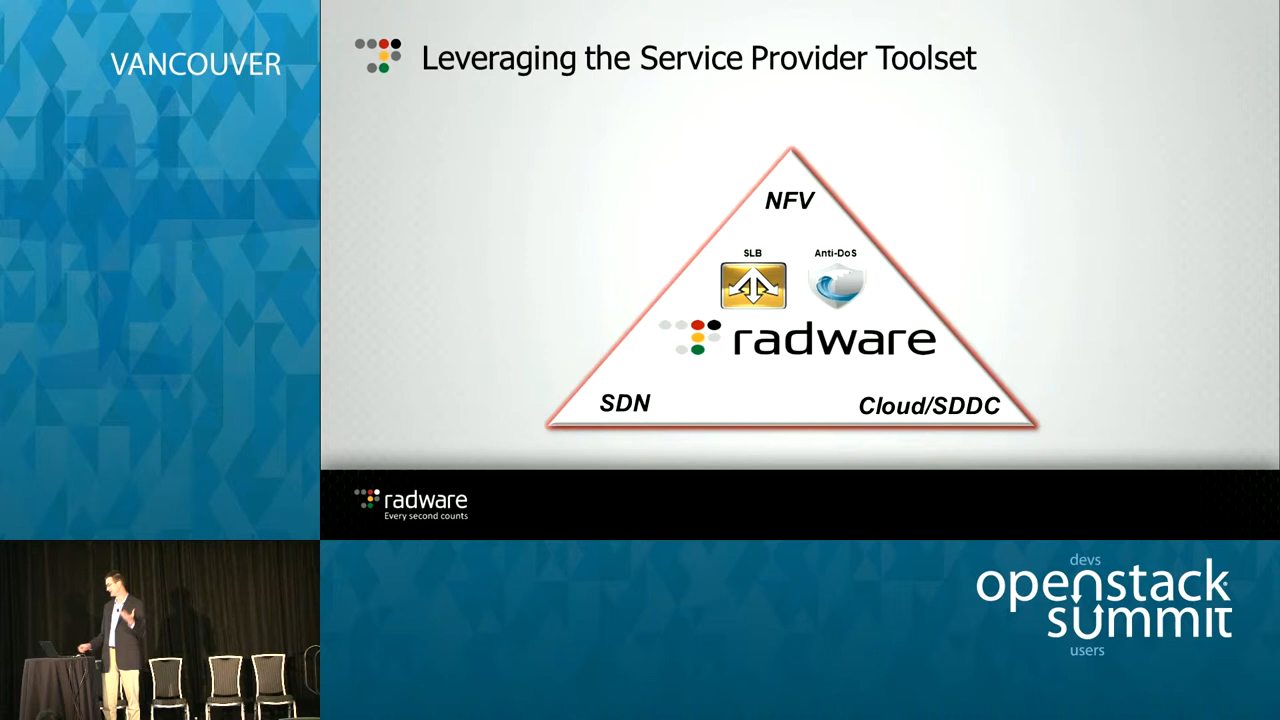 VANCOUVER
Leveraging the Service Provider Toolset
NFV
SLB
Anti-DoS
radware
SDN
Cloud/SDDC
radware
Every second counts
devs
openstack
summit
users